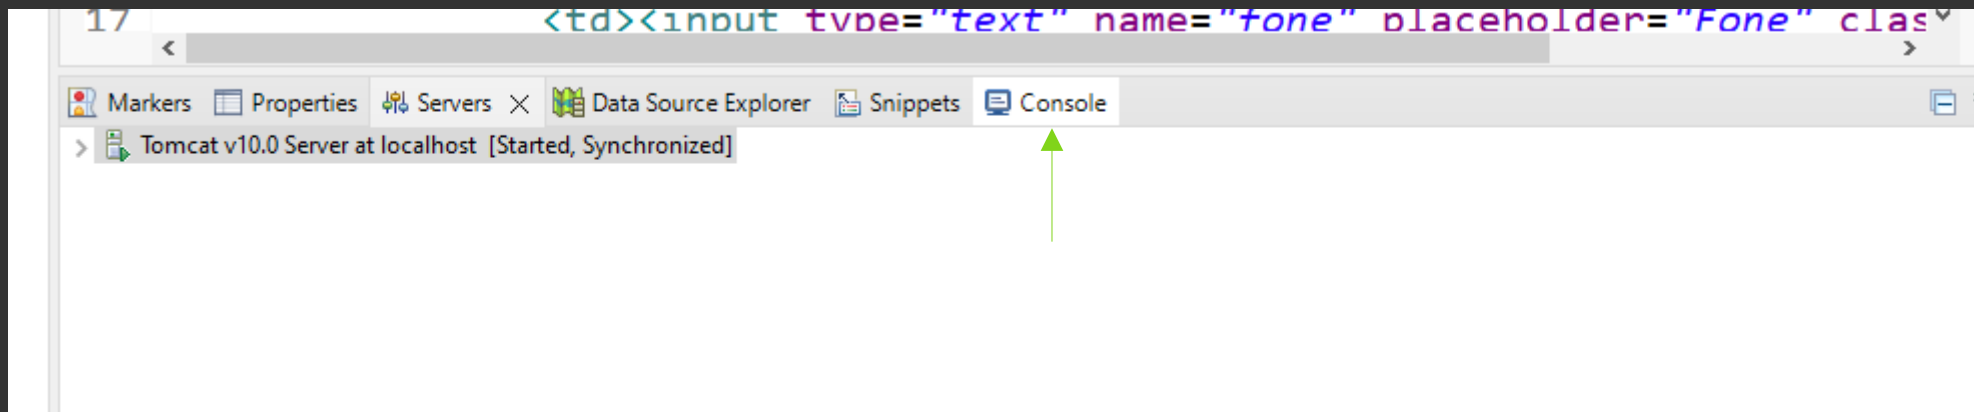 17 <td><input type="text" name="fone" placeholder="Fone" clas
Markers Properties Servers Data Source Explorer Snippets Console
Tomcat v10.0 Server at localhost [Started, Synchronized]